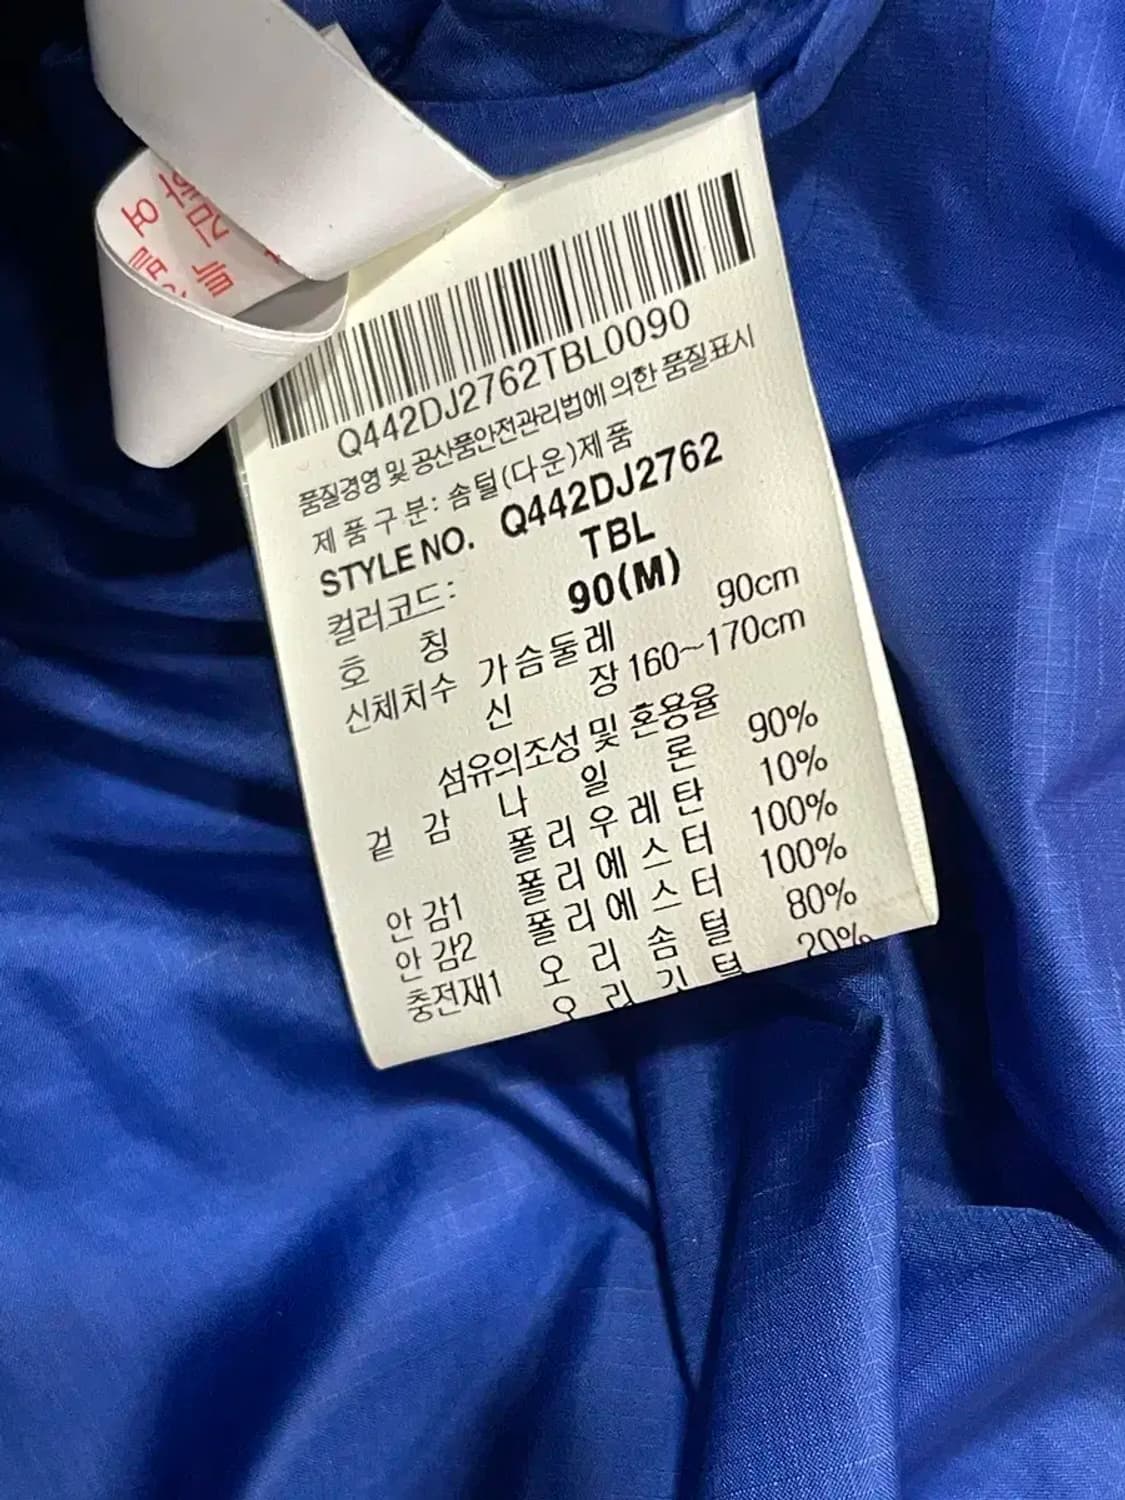 Q442DJ2762TBL0090
품질경영 및 공산품안전관리법에 의한 품질표시
제품구분: 솜털(다운)제품
STYLE NO. Q442DJ2762
컬러코드: TBL
호 칭 90(M)
신체치수 가슴둘레 90cm
신 장 160~170cm
섬유의조성 및 혼용율
겉 감 나 일 론 90%
폴리우레탄 10%
안 감1 폴리에스터 100%
안 감2 폴리에스터 100%
충전재1 오 리 솜 털 80%
오 리 깃 털 20%